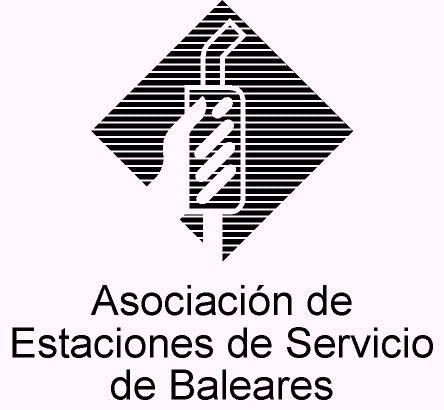 Asociación de
Estaciones de Servicio
de Baleares